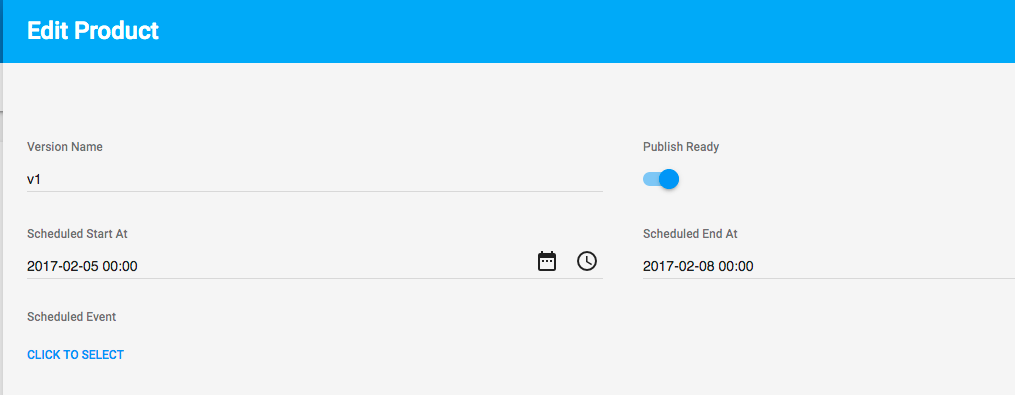 Edit Product
Version Name
Publish Ready
v1
Scheduled Start At
Scheduled End At
2017-02-05 00:00
2017-02-08 00:00
Scheduled Event
CLICK TO SELECT